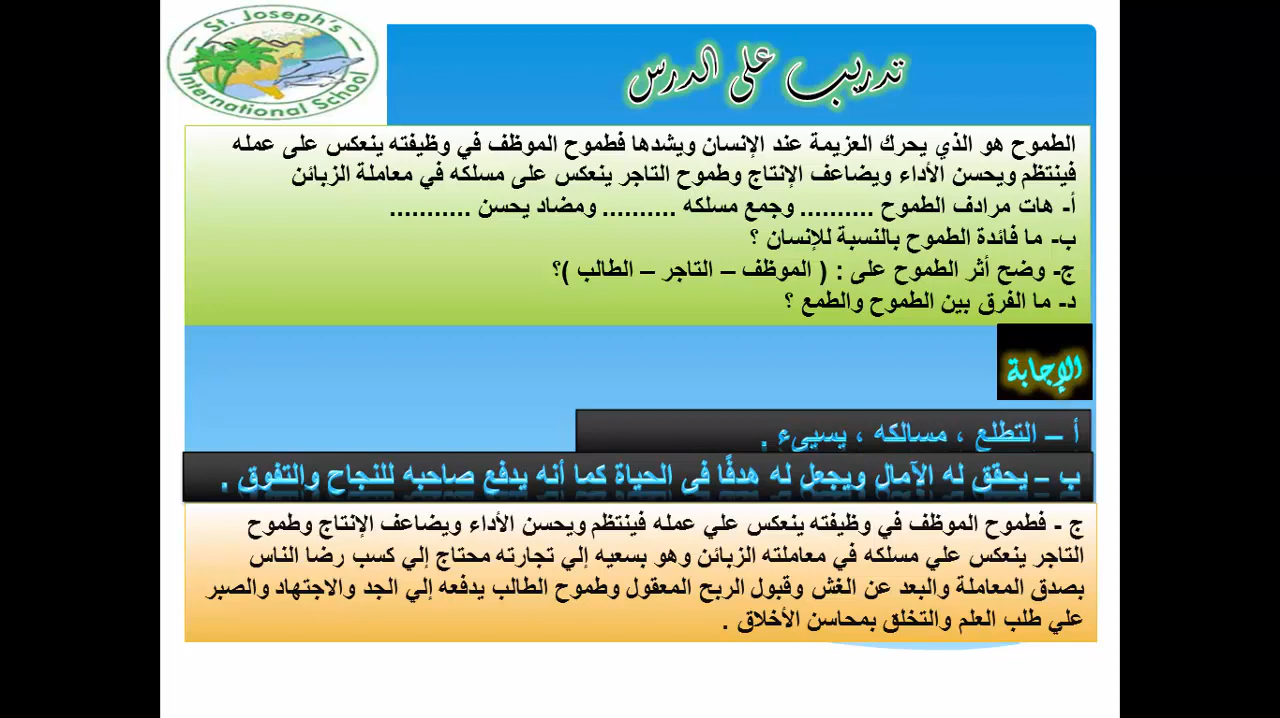 St. Joseph's
International School
تدريب على الدرس
الطموح هو الذي يحرك العزيمة عند الإنسان ويشدها فطموح الموظف في وظيفته ينعكس على عمله
فينتظم ويحسن الأداء ويضاعف الإنتاج وطموح التاجر ينعكس على مسلكه في معاملة الزبائن
أ- هات مرادف الطموح .......... وجمع مسلكه .......... ومضاد يحسن ...........
ب- ما فائدة الطموح بالنسبة للإنسان ؟
ج- وضح أثر الطموح على : ( الموظف – التاجر – الطالب )؟
د- ما الفرق بين الطموح والطمع ؟
الإجابة
أ – التطلع ، مسالكه ، يسيىء .
ب – يحقق له الآمال ويجعل له هدفًا فى الحياة كما أنه يدفع صاحبه للنجاح والتفوق .
ج - فطموح الموظف في وظيفته ينعكس علي عمله فينتظم ويحسن الأداء ويضاعف الإنتاج وطموح
التاجر ينعكس علي مسلكه في معاملته الزبائن وهو بسعيه إلي تجارته محتاج إلي كسب رضا الناس
بصدق المعاملة والبعد عن الغش وقبول الربح المعقول وطموح الطالب يدفعه إلي الجد والاجتهاد والصبر
علي طلب العلم والتخلق بمحاسن الأخلاق .